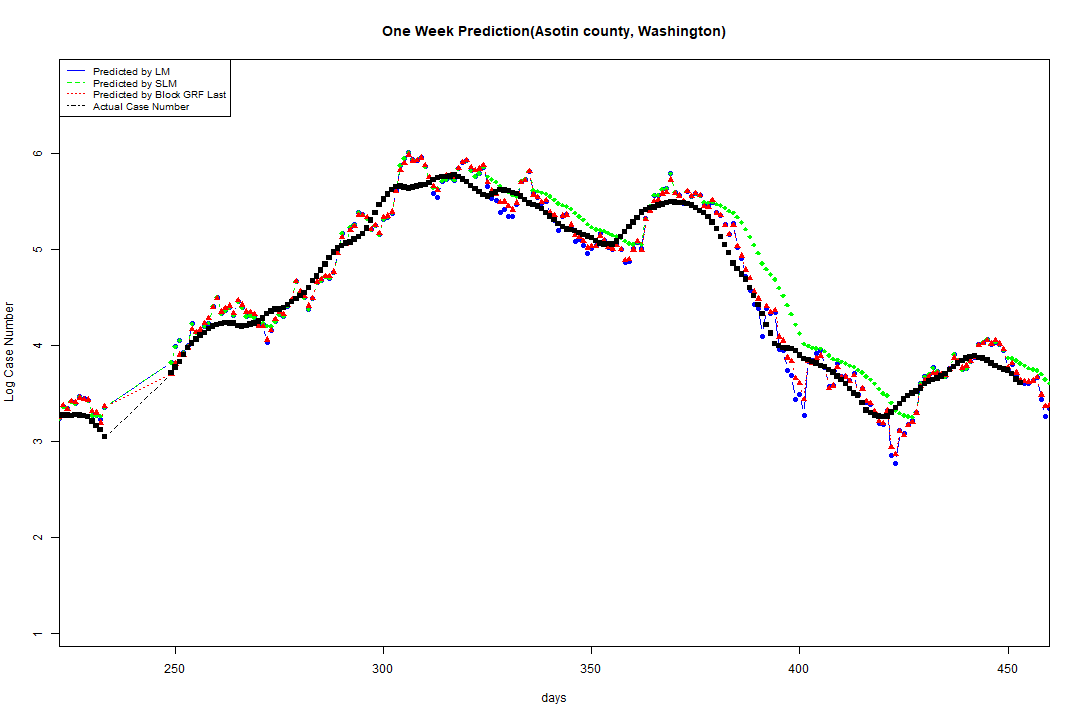 One Week Prediction(Asotin county, Washington)
Predicted by LM
Predicted by SLM
Predicted by Block GRF Last
Actual Case Number
Log Case Number
6
5
4
3
2
1
250 300 350 400 450
days